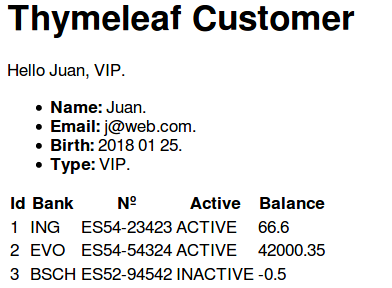 Thymeleaf Customer
Hello Juan, VIP.
Name: Juan.
Email: j@web.com.
Birth: 2018 01 25.
Type: VIP.
Id Bank Nº Active Balance
1 ING ES54-23423 ACTIVE 66.6
2 EVO ES54-54324 ACTIVE 42000.35
3 BSCH ES52-94542 INACTIVE -0.5